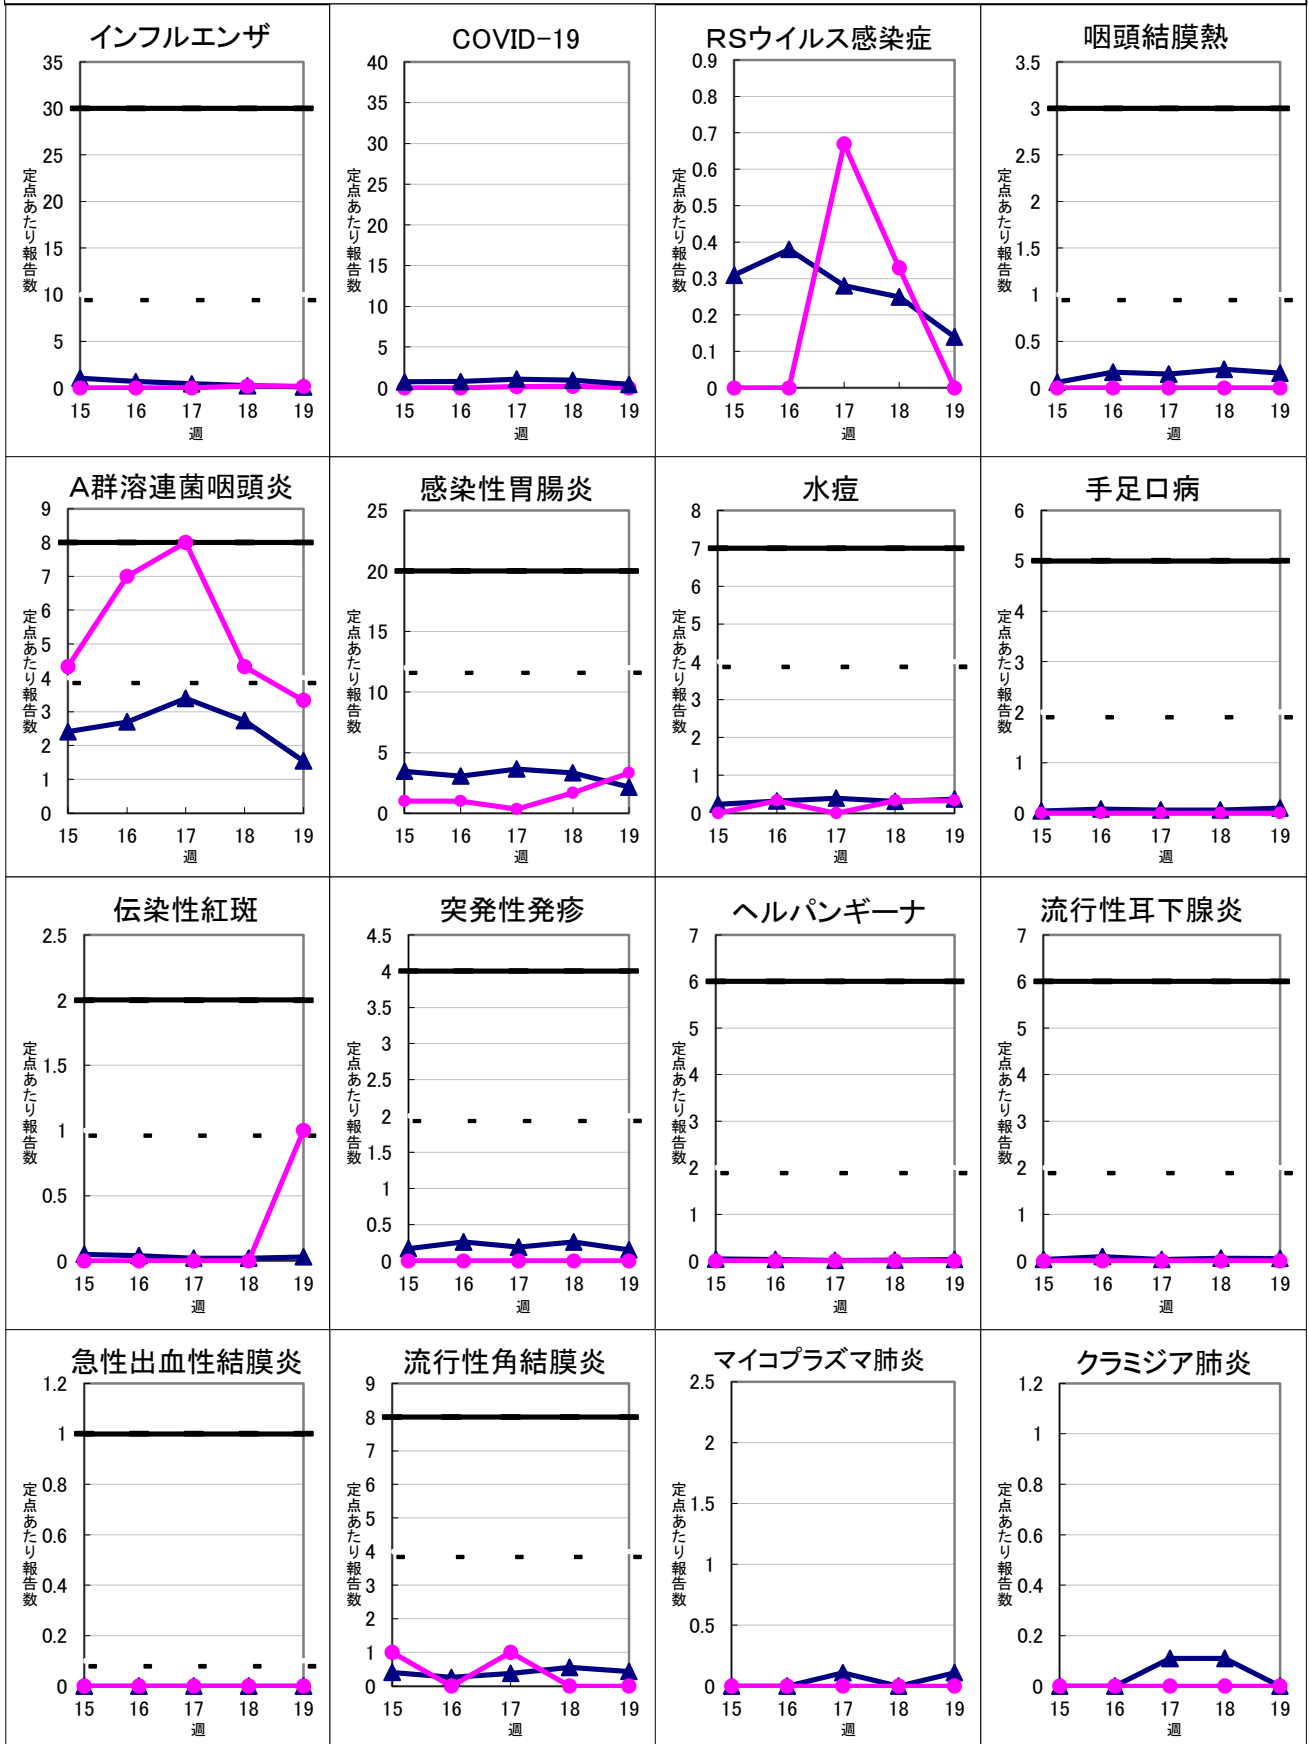 インフルエンザ
35
30
25
20
15
10
5
0
定点あたり報告数
15 16 17 18 19
週
COVID-19
40
35
30
25
20
15
10
5
0
定点あたり報告数
15 16 17 18 19
週
RSウイルス感染症
0.9
0.8
0.7
0.6
0.5
0.4
0.3
0.2
0.1
0
定点あたり報告数
15 16 17 18 19
週
咽頭結膜熱
3.5
3
2.5
2
1.5
1
0.5
0
定点あたり報告数
15 16 17 18 19
週
A群溶連菌咽頭炎
9
8
7
6
5
4
3
2
1
0
定点あたり報告数
15 16 17 18 19
週
感染性胃腸炎
25
20
15
10
5
0
定点あたり報告数
15 16 17 18 19
週
水痘
8
7
6
5
4
3
2
1
0
定点あたり報告数
15 16 17 18 19
週
手足口病
6
5
4
3
2
1
0
定点あたり報告数
15 16 17 18 19
週
伝染性紅斑
2.5
2
1.5
1
0.5
0
定点あたり報告数
15 16 17 18 19
週
突発性発疹
4.5
4
3.5
3
2.5
2
1.5
1
0.5
0
定点あたり報告数
15 16 17 18 19
週
ヘルパンギーナ
7
6
5
4
3
2
1
0
定点あたり報告数
15 16 17 18 19
週
流行性耳下腺炎
7
6
5
4
3
2
1
0
定点あたり報告数
15 16 17 18 19
週
急性出血性結膜炎
1.2
1
0.8
0.6
0.4
0.2
0
定点あたり報告数
15 16 17 18 19
週
流行性角結膜炎
9
8
7
6
5
4
3
2
1
0
定点あたり報告数
15 16 17 18 19
週
マイコプラズマ肺炎
2.5
2
1.5
1
0.5
0
定点あたり報告数
15 16 17 18 19
週
クラミジア肺炎
1.2
1
0.8
0.6
0.4
0.2
0
定点あたり報告数
15 16 17 18 19
週